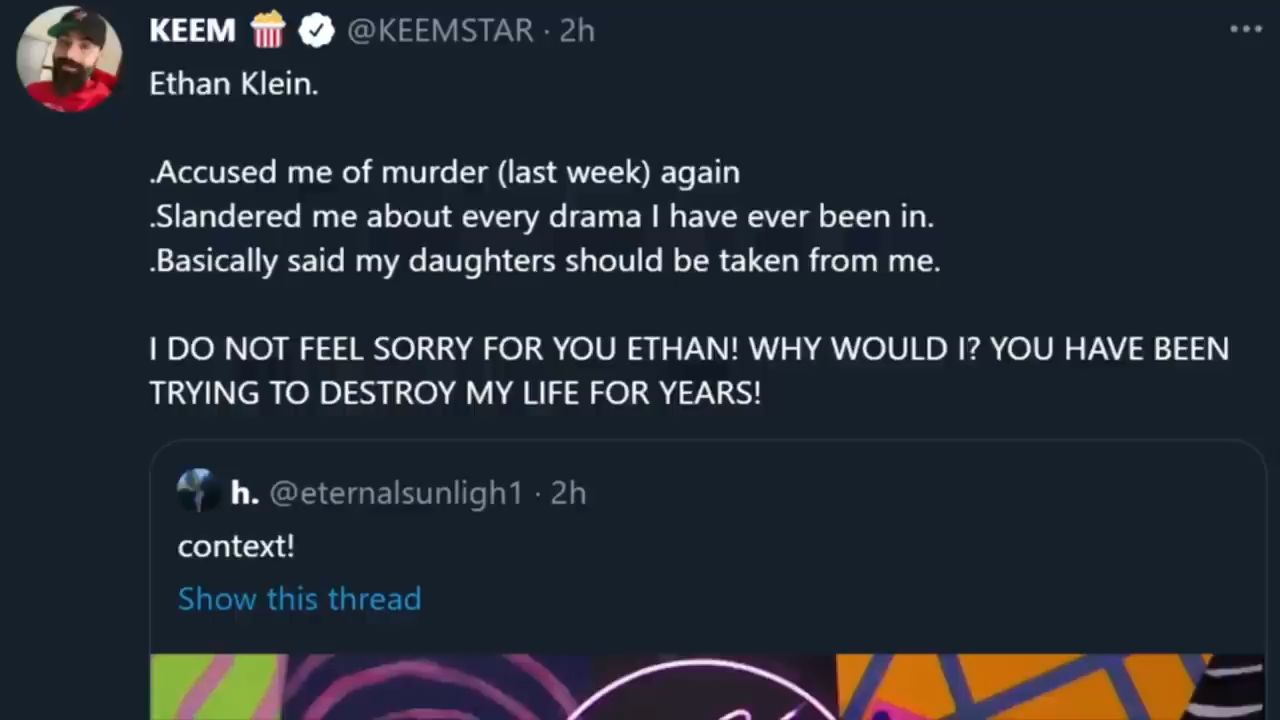 KEEM 🍿 @KEEMSTAR · 2h
Ethan Klein.
.Accused me of murder (last week) again
.Slandered me about every drama I have ever been in.
.Basically said my daughters should be taken from me.
I DO NOT FEEL SORRY FOR YOU ETHAN! WHY WOULD I? YOU HAVE BEEN
TRYING TO DESTROY MY LIFE FOR YEARS!
h. @eternalsunligh1 · 2h
context!
Show this thread